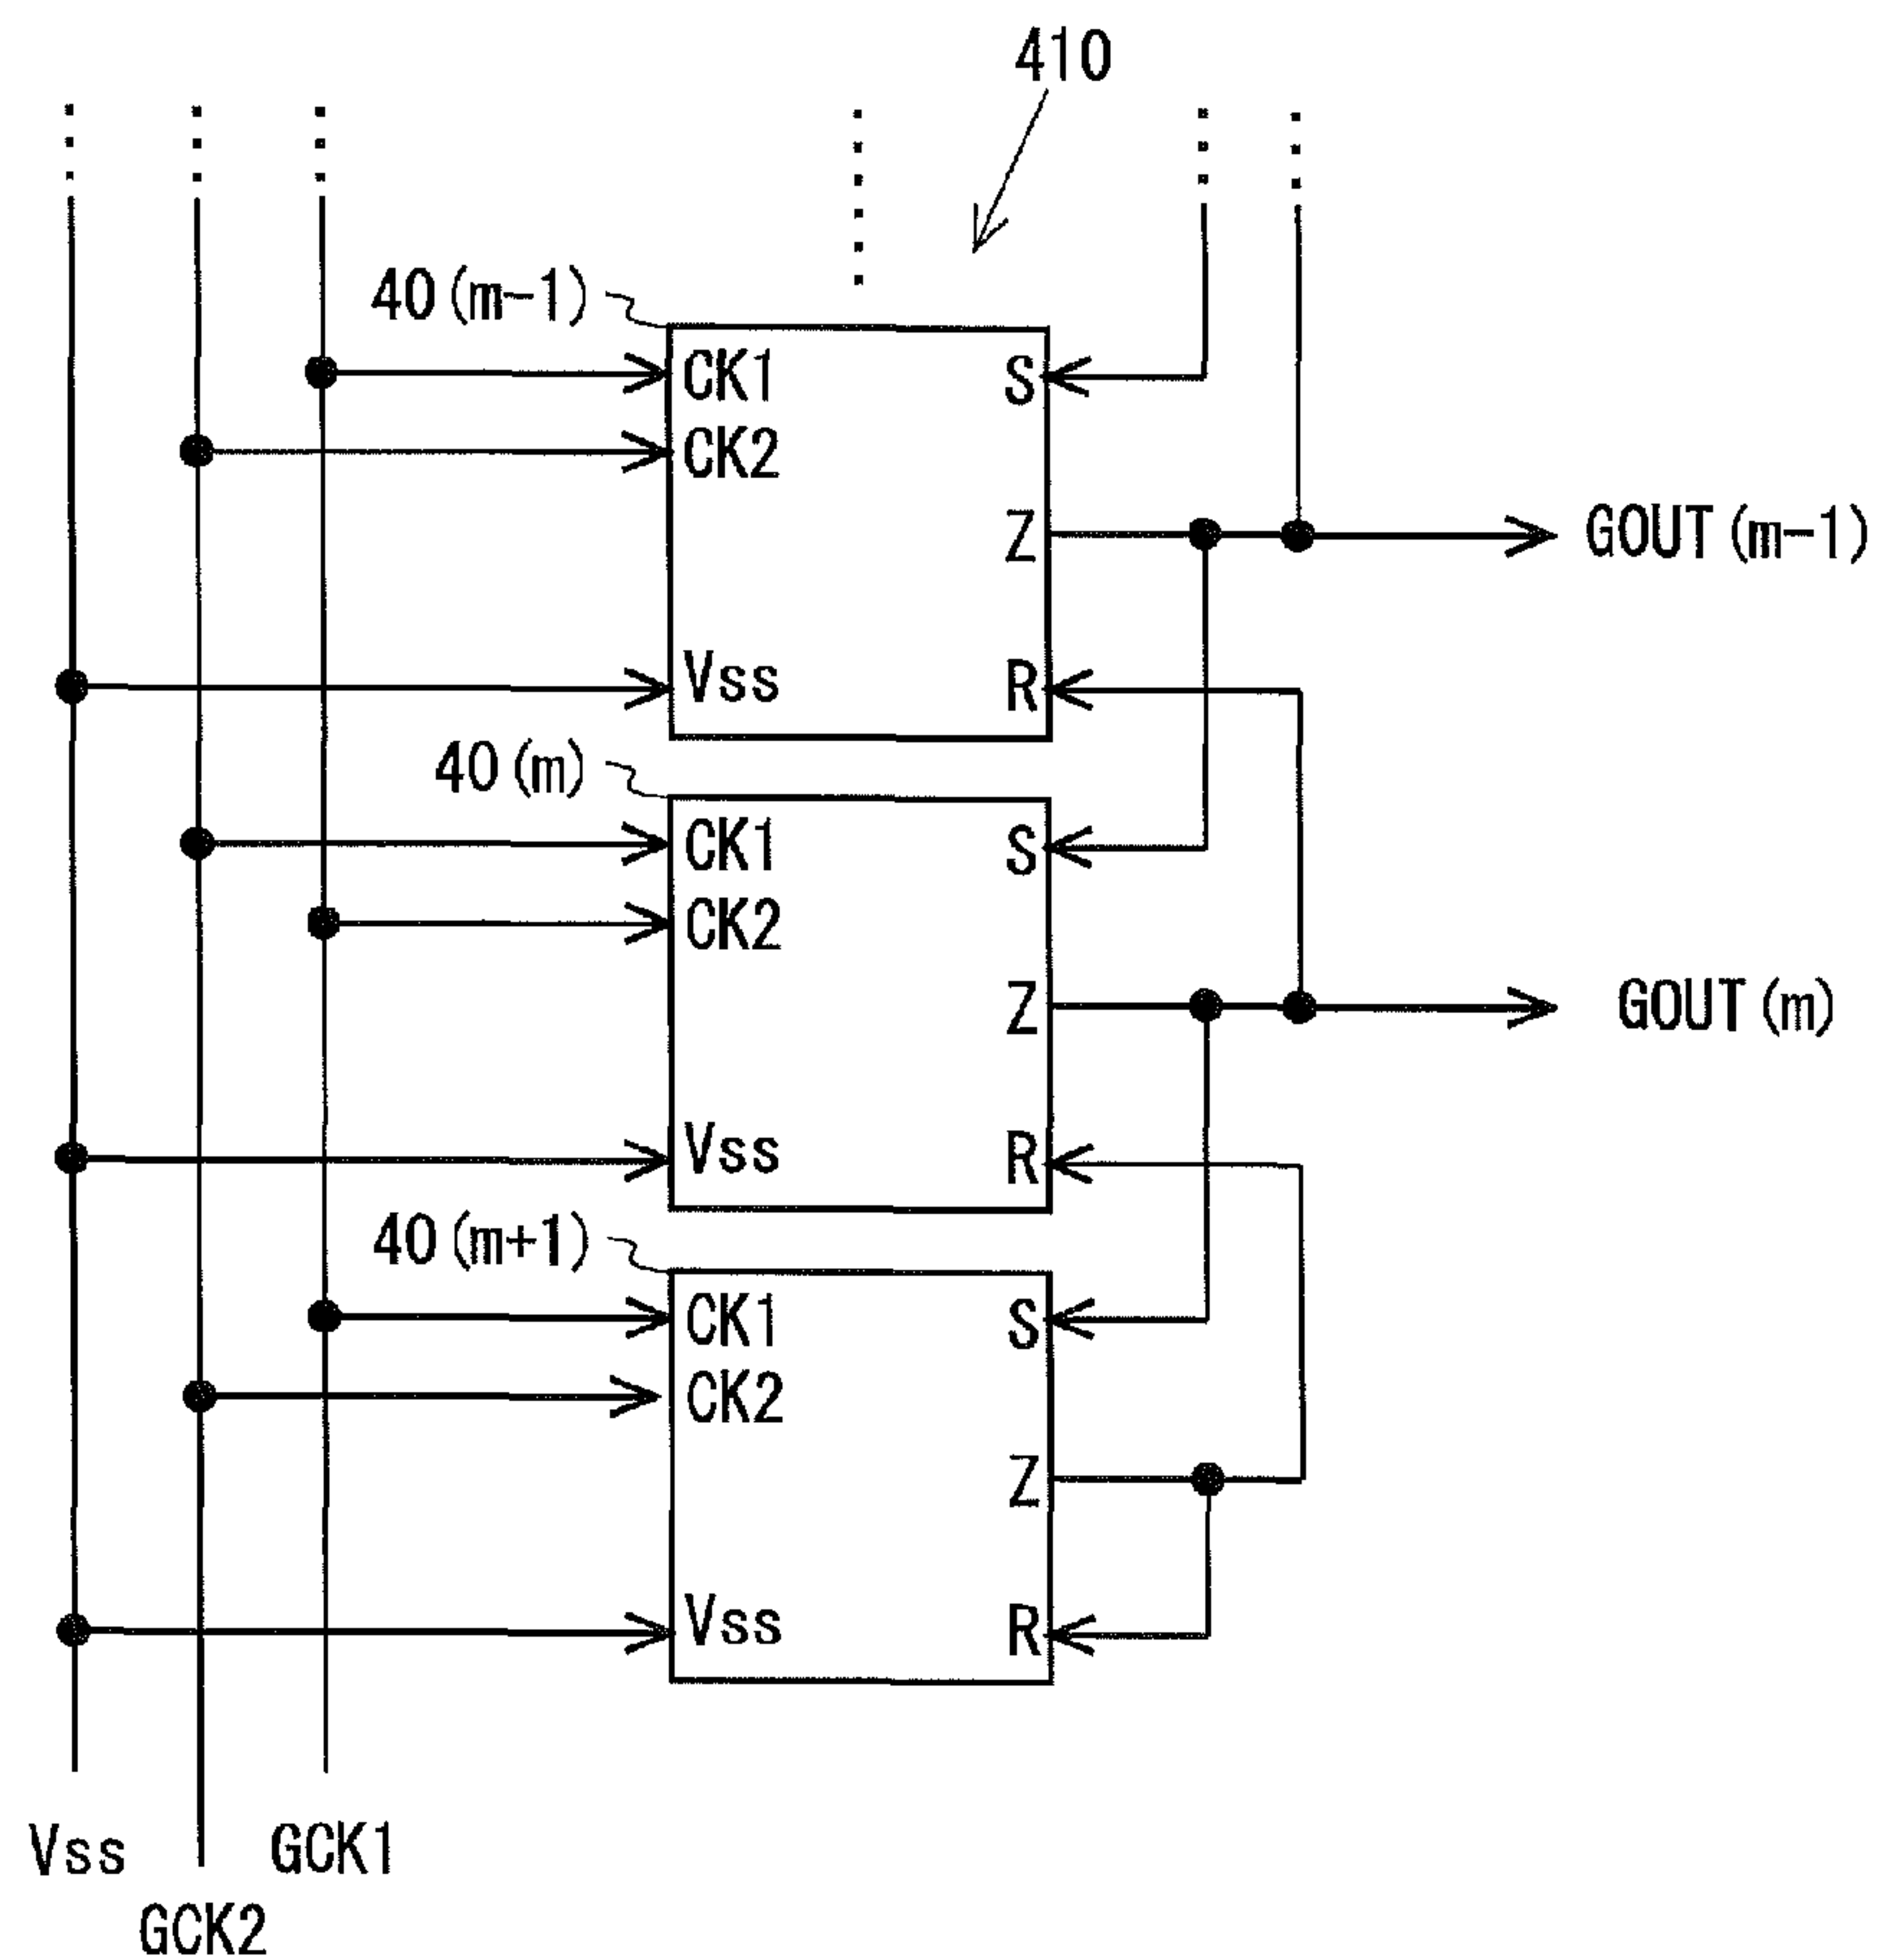 410
40(m-1)
CK1
S
CK2
Z
GOUT(m-1)
Vss
R
40(m)
CK1
S
CK2
Z
GOUT(m)
Vss
R
40(m+1)
CK1
S
CK2
Z
Vss
R
Vss
GCK1
GCK2